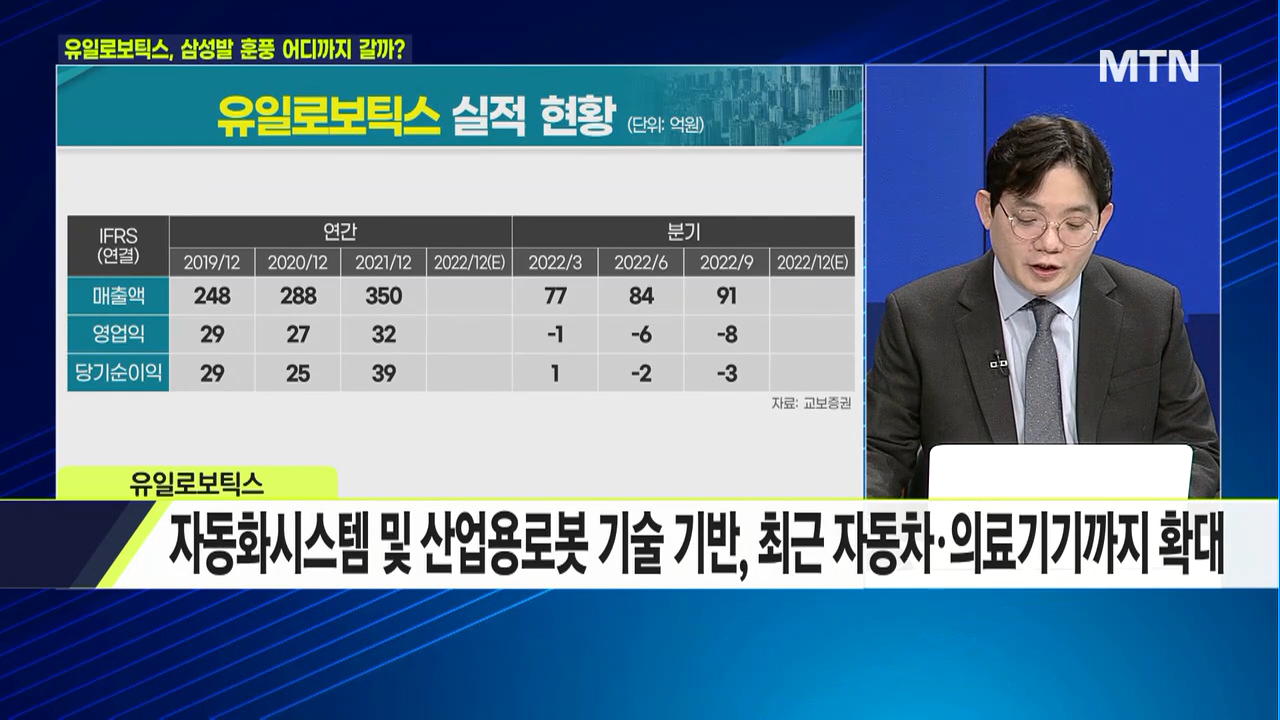 유일로보틱스, 삼성발 훈풍 어디까지 갈까?
MTN
유일로보틱스 실적 현황 (단위: 억원)
IFRS (연결) 연간 분기
2019/12 2020/12 2021/12 2022/12(E) 2022/3 2022/6 2022/9 2022/12(E)
매출액 248 288 350 77 84 91
영업익 29 27 32 -1 -6 -8
당기순이익 29 25 39 1 -2 -3
자료: 교보증권
유일로보틱스
자동화시스템 및 산업용로봇 기술 기반, 최근 자동차·의료기기까지 확대